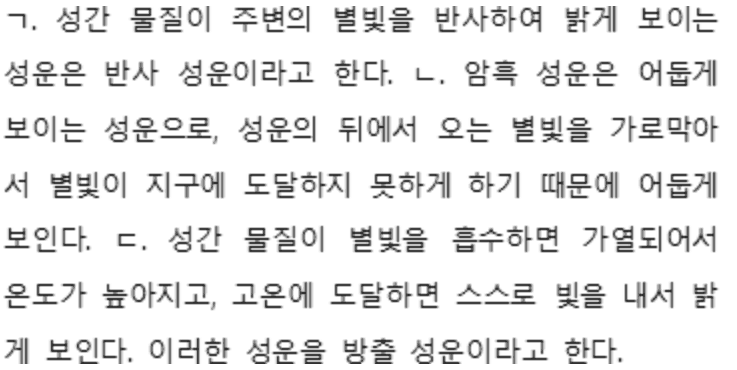 ㄱ. 성간 물질이 주변의 별빛을 반사하여 밝게 보이는
성운은 반사 성운이라고 한다. ㄴ. 암흑 성운은 어둡게
보이는 성운으로, 성운의 뒤에서 오는 별빛을 가로막아
서 별빛이 지구에 도달하지 못하게 하기 때문에 어둡게
보인다. ㄷ. 성간 물질이 별빛을 흡수하면 가열되어서
온도가 높아지고, 고온에 도달하면 스스로 빛을 내서 밝
게 보인다. 이러한 성운을 방출 성운이라고 한다.